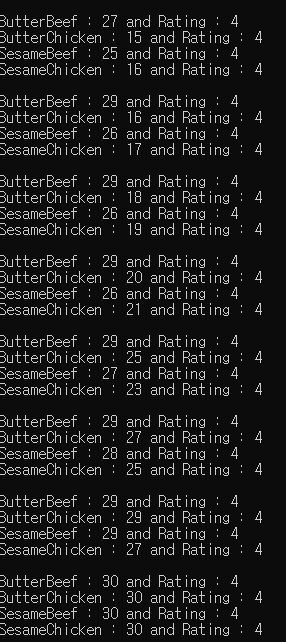 ButterBeef : 27 and Rating : 4
ButterChicken : 15 and Rating : 4
SesameBeef : 25 and Rating : 4
SesameChicken : 16 and Rating : 4
ButterBeef : 29 and Rating : 4
ButterChicken : 16 and Rating : 4
SesameBeef : 26 and Rating : 4
SesameChicken : 17 and Rating : 4
ButterBeef : 29 and Rating : 4
ButterChicken : 18 and Rating : 4
SesameBeef : 26 and Rating : 4
SesameChicken : 19 and Rating : 4
ButterBeef : 29 and Rating : 4
ButterChicken : 20 and Rating : 4
SesameBeef : 26 and Rating : 4
SesameChicken : 21 and Rating : 4
ButterBeef : 29 and Rating : 4
ButterChicken : 25 and Rating : 4
SesameBeef : 27 and Rating : 4
SesameChicken : 23 and Rating : 4
ButterBeef : 29 and Rating : 4
ButterChicken : 27 and Rating : 4
SesameBeef : 28 and Rating : 4
SesameChicken : 25 and Rating : 4
ButterBeef : 29 and Rating : 4
ButterChicken : 29 and Rating : 4
SesameBeef : 29 and Rating : 4
SesameChicken : 27 and Rating : 4
ButterBeef : 30 and Rating : 4
ButterChicken : 30 and Rating : 4
SesameBeef : 30 and Rating : 4
SesameChicken : 30 and Rating : 4